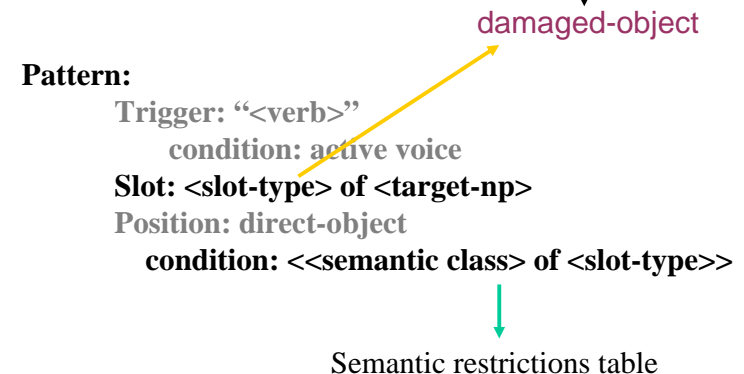 damaged-object
Pattern:
Trigger: “<verb>”
condition: active voice
Slot: <slot-type> of <target-np>
Position: direct-object
condition: <<semantic class> of <slot-type>>
Semantic restrictions table